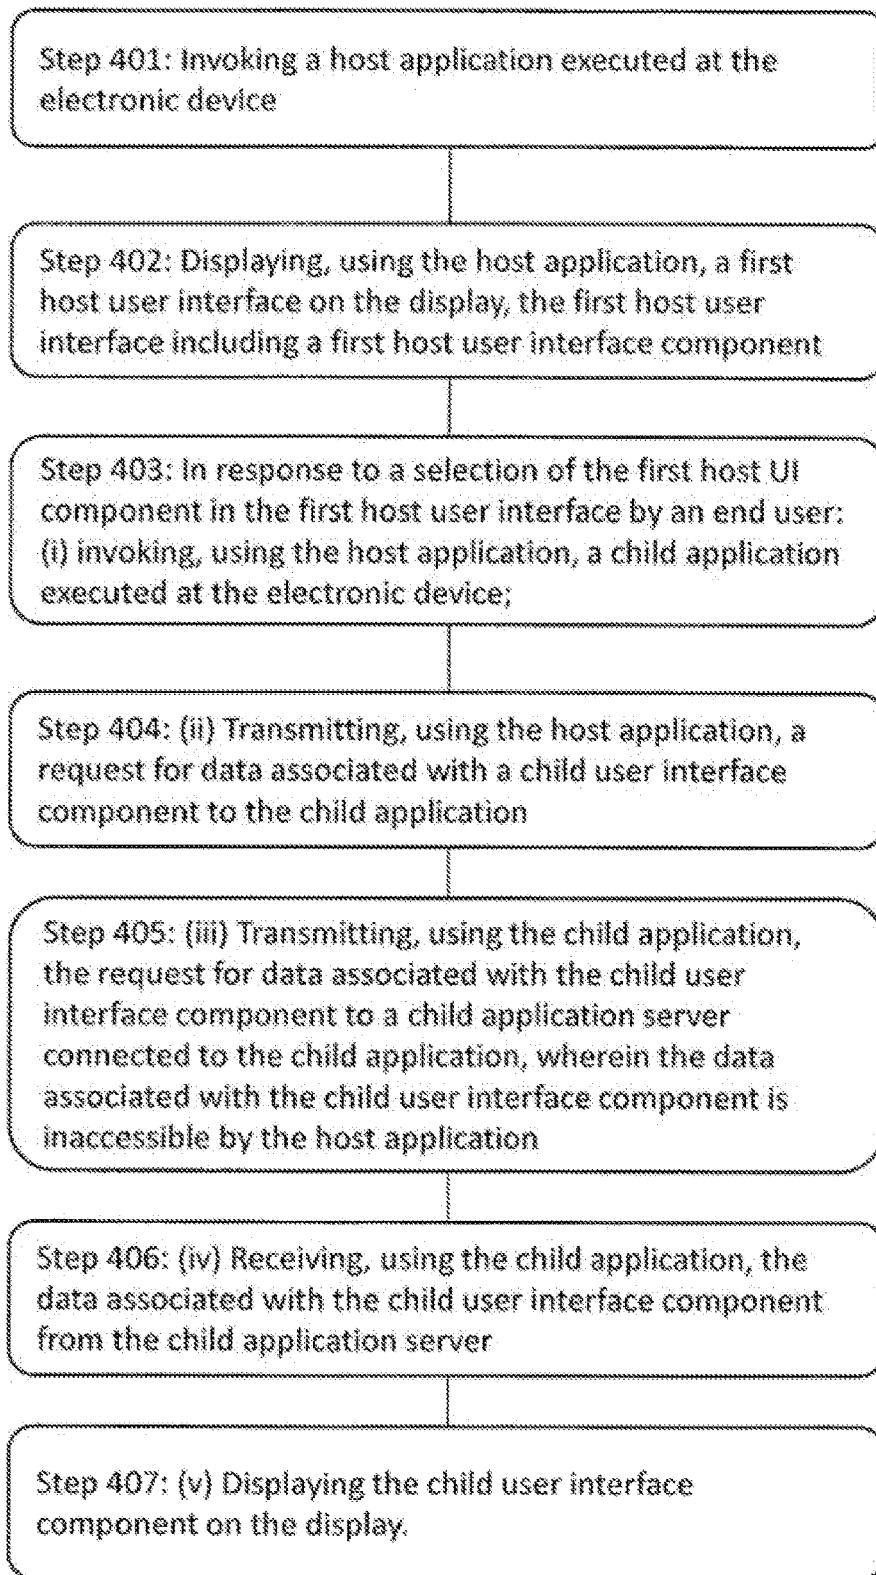 Step 401: Invoking a host application executed at the
electronic device
Step 402: Displaying, using the host application, a first
host user interface on the display, the first host user
interface including a first host user interface component
Step 403: In response to a selection of the first host UI
component in the first host user interface by an end user:
(i) invoking, using the host application, a child application
executed at the electronic device;
Step 404: (ii) Transmitting, using the host application, a
request for data associated with a child user interface
component to the child application
Step 405: (iii) Transmitting, using the child application,
the request for data associated with the child user
interface component to a child application server
connected to the child application, wherein the data
associated with the child user interface component is
inaccessible by the host application
Step 406: (iv) Receiving, using the child application, the
data associated with the child user interface component
from the child application server
Step 407: (v) Displaying the child user interface
component on the display.